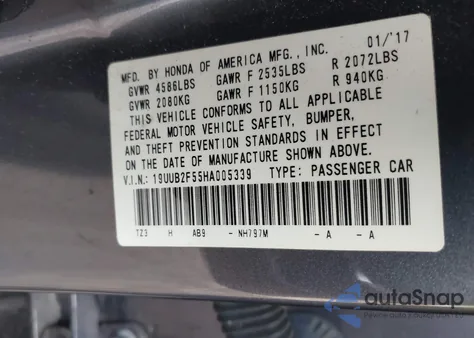 MFD. BY HONDA OF AMERICA MFG., INC. 01/'17
GVWR 4586LBS GAWR F 2535LBS R 2072LBS
GVWR 2080KG GAWR F 1150KG R 940KG
THIS VEHICLE CONFORMS TO ALL APPLICABLE
FEDERAL MOTOR VEHICLE SAFETY, BUMPER,
AND THEFT PREVENTION STANDARDS IN EFFECT
ON THE DATE OF MANUFACTURE SHOWN ABOVE.
V.I.N.: 19UUB2F55HA005339 TYPE: PASSENGER CAR
TZ3 H AB9 - NH797M - A - A
autoSnap